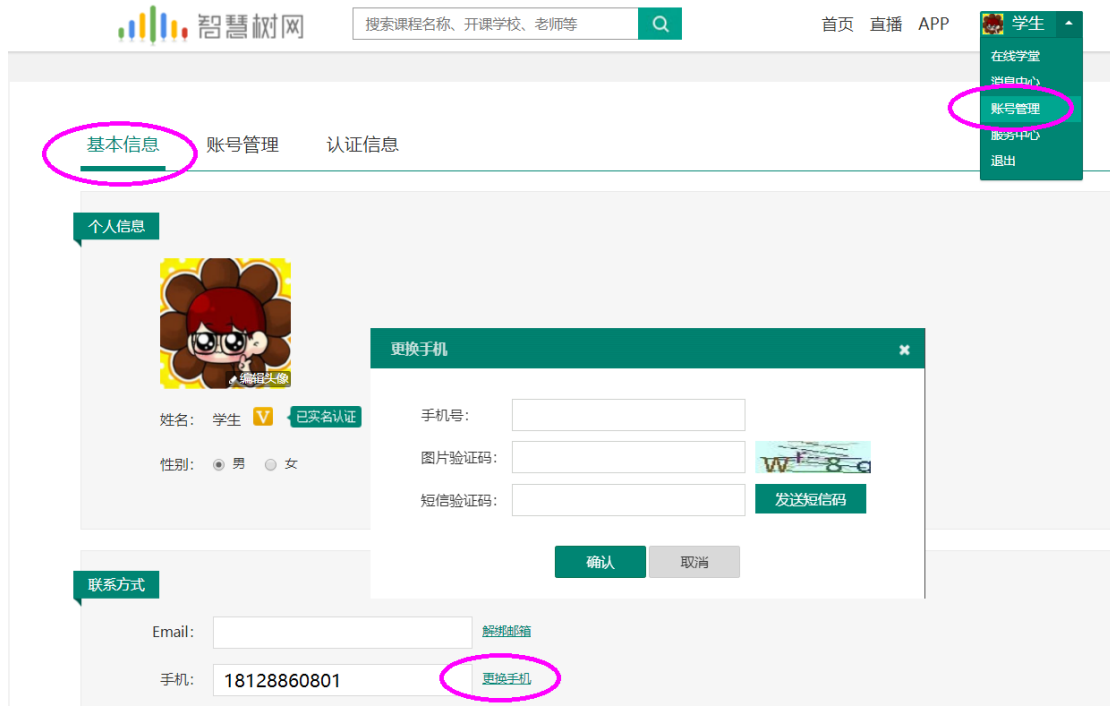 智慧树网
搜索课程名称、开课学校、老师等
首页 直播 APP 学生
在线学堂
消息中心
账号管理
服务中心
退出
基本信息 账号管理 认证信息
个人信息
编辑头像
姓名: 学生 V 已实名认证
性别: 男 女
更换手机
手机号:
图片验证码:
短信验证码: 发送短信码
确认 取消
联系方式
Email: 解绑邮箱
手机: 18128860801 更换手机